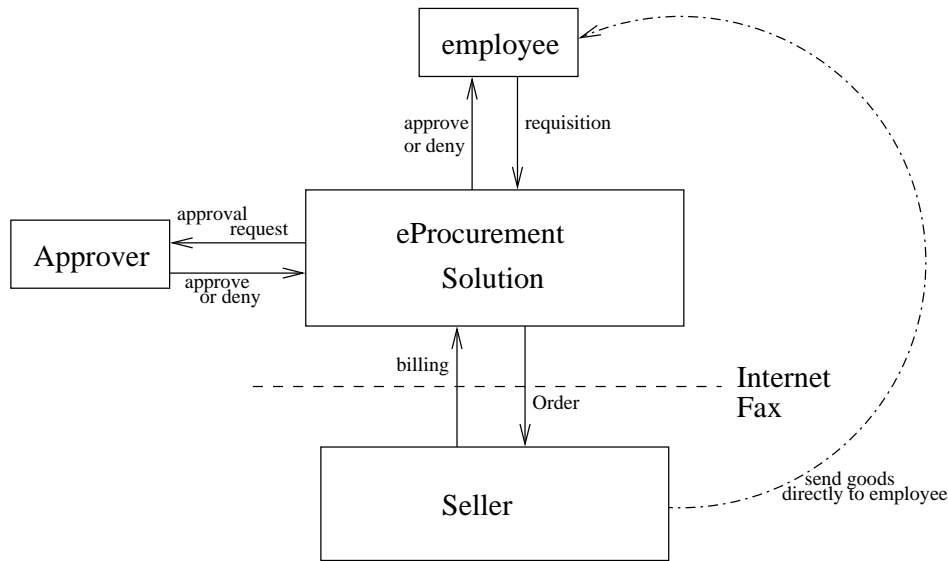 employee
approve
or deny
requisition
approval
request
Approver
approve
or deny
eProcurement
Solution
billing
Order
Internet
Fax
Seller
send goods
directly to employee